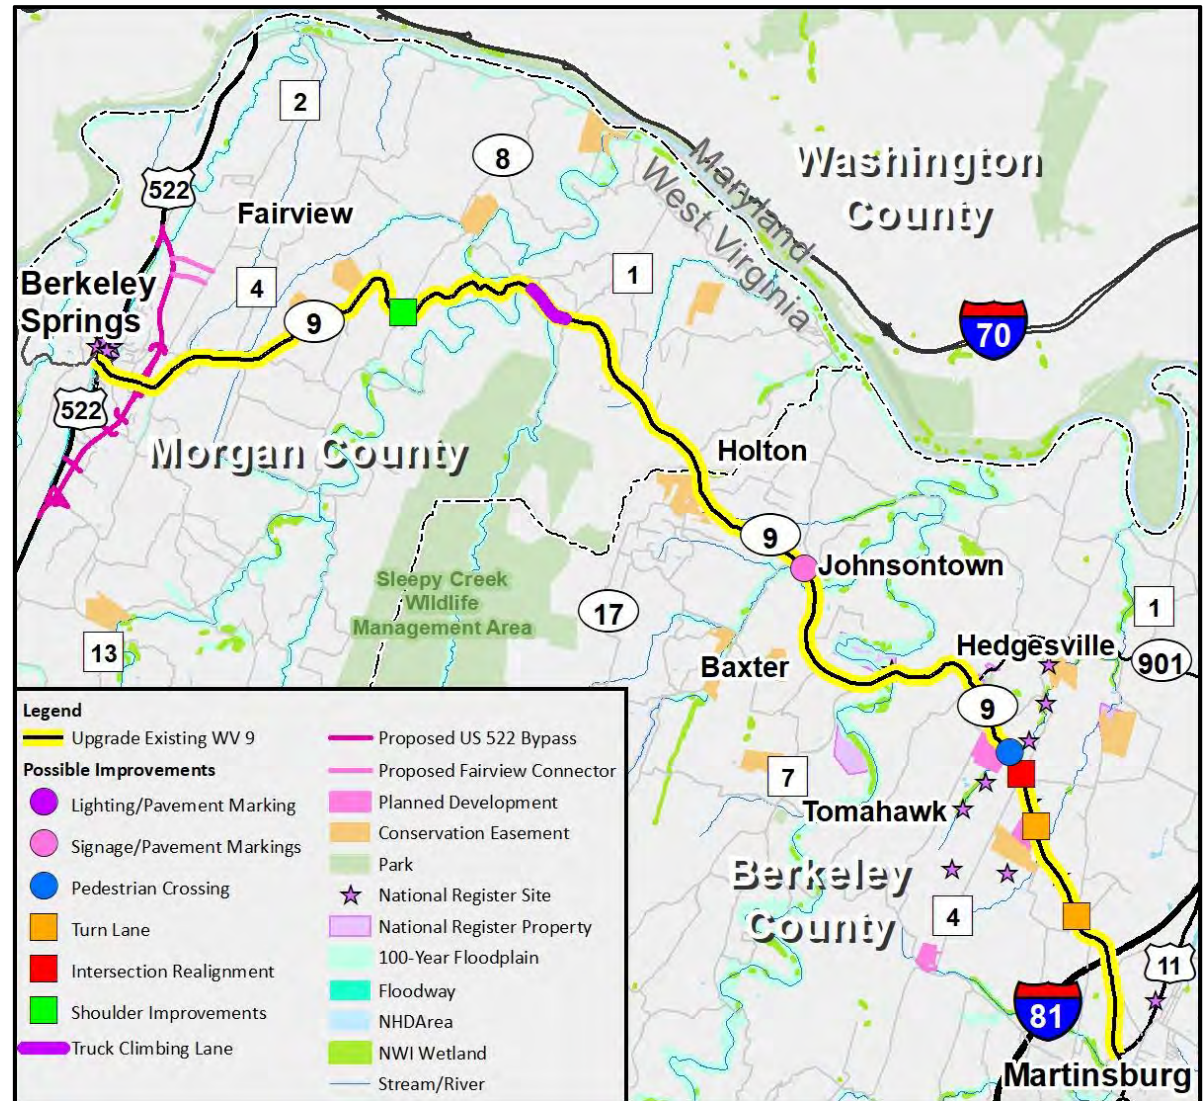 2
8
Washington
County
Maryland
West Virginia
522
Fairview
Berkeley
Springs
4
9
1
70
522
Morgan County
Holton
9
Johnsontown
Sleepy Creek
WIldlife
Management Area
17
1
13
Baxter
Hedgesville
901
9
7
Tomahawk
Berkeley
County
4
11
81
Martinsburg
Legend
Upgrade Existing WV 9
Possible Improvements
Lighting/Pavement Marking
Signage/Pavement Markings
Pedestrian Crossing
Turn Lane
Intersection Realignment
Shoulder Improvements
Truck Climbing Lane
Proposed US 522 Bypass
Proposed Fairview Connector
Planned Development
Conservation Easement
Park
National Register Site
National Register Property
100-Year Floodplain
Floodway
NHDArea
NWI Wetland
Stream/River